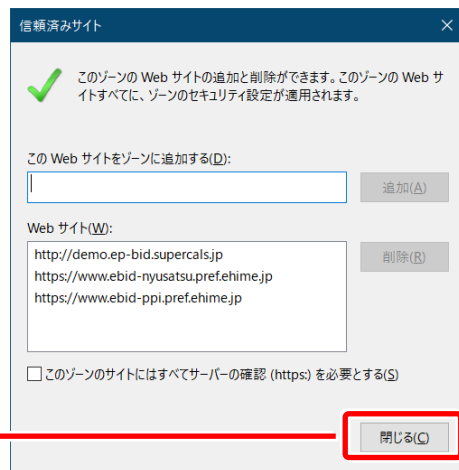 信頼済みサイト
このゾーンの Web サイトの追加と削除ができます。このゾーンの Web サ
イトすべてに、ゾーンのセキュリティ設定が適用されます。
この Web サイトをゾーンに追加する(D):
追加(A)
Web サイト(W):
http://demo.ep-bid.supercals.jp
https://www.ebid-nyusatsu.pref.ehime.jp
https://www.ebid-ppi.pref.ehime.jp
削除(R)
このゾーンのサイトにはすべてサーバーの確認 (https:) を必要とする(S)
閉じる(C)